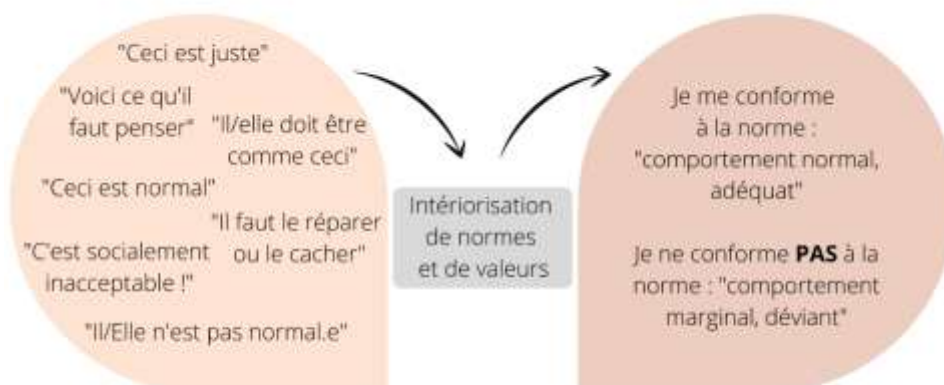 "Ceci est juste"
"Voici ce qu'il
faut penser"
"Il/elle doit être
comme ceci"
"Ceci est normal"
"Il faut le réparer
ou le cacher"
"C'est socialement
inacceptable !"
"Il/Elle n'est pas normal.e"
Intériorisation
de normes
et de valeurs
Je me conforme
à la norme :
"comportement normal,
adéquat"
Je ne conforme PAS à la
norme : "comportement
marginal, déviant"